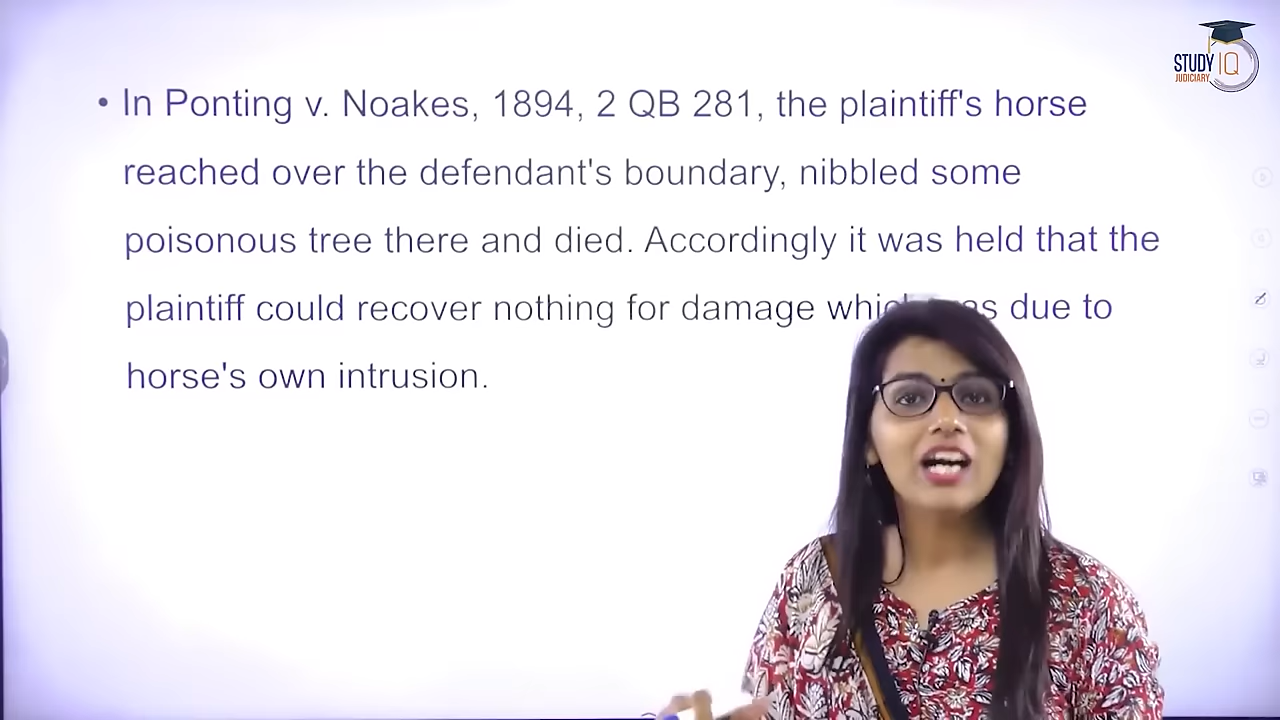 • In Ponting v. Noakes, 1894, 2 QB 281, the plaintiff's horse
reached over the defendant's boundary, nibbled some
poisonous tree there and died. Accordingly it was held that the
plaintiff could recover nothing for damage due to
horse's own intrusion.
STUDY IQ
JUDICIARY